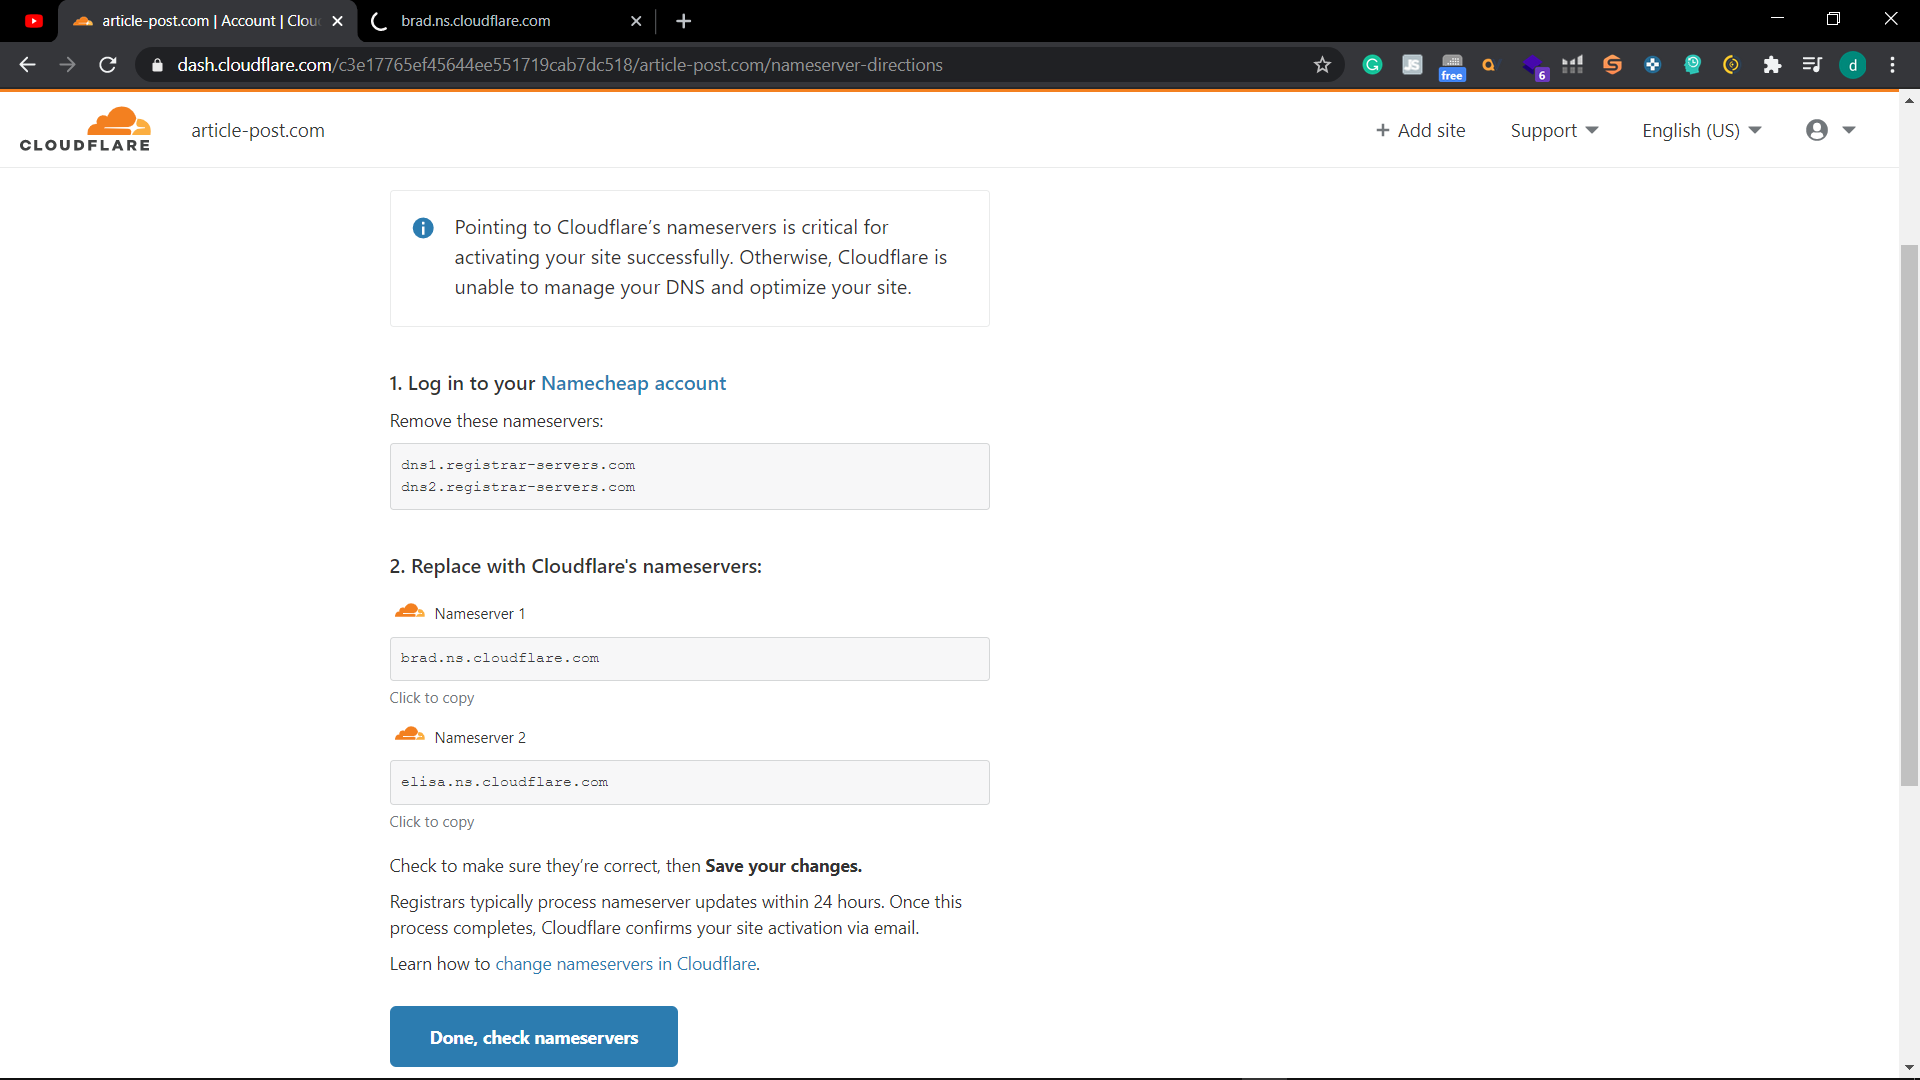 article-post.com | Account | Clou
brad.ns.cloudflare.com
dash.cloudflare.com/c3e17765ef45644ee551719cab7dc518/article-post.com/nameserver-directions
JS
free
6
d
CLOUDFLARE
article-post.com
+ Add site
Support
English (US)
Pointing to Cloudflare’s nameservers is critical for
activating your site successfully. Otherwise, Cloudflare is
unable to manage your DNS and optimize your site.
1. Log in to your Namecheap account
Remove these nameservers:
dns1.registrar-servers.com
dns2.registrar-servers.com
2. Replace with Cloudflare's nameservers:
Nameserver 1
brad.ns.cloudflare.com
Click to copy
Nameserver 2
elisa.ns.cloudflare.com
Click to copy
Check to make sure they’re correct, then Save your changes.
Registrars typically process nameserver updates within 24 hours. Once this
process completes, Cloudflare confirms your site activation via email.
Learn how to change nameservers in Cloudflare.
Done, check nameservers